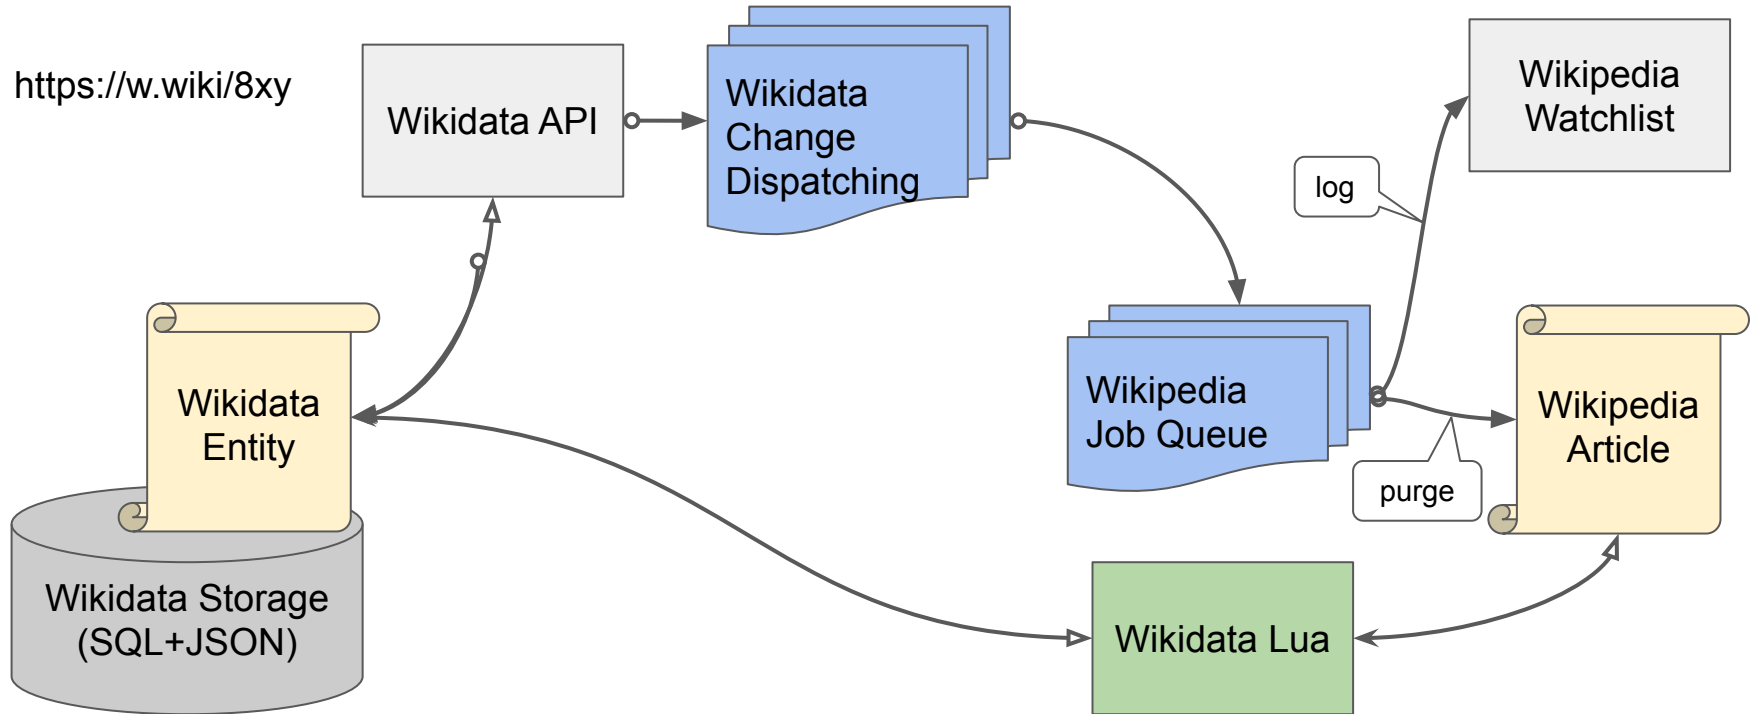 https://w.wiki/8xy
Wikidata API
Wikidata
Change
Dispatching
Wikipedia
Watchlist
log
Wikidata
Entity
Wikipedia
Job Queue
Wikipedia
Article
purge
Wikidata Storage
(SQL+JSON)
Wikidata Lua